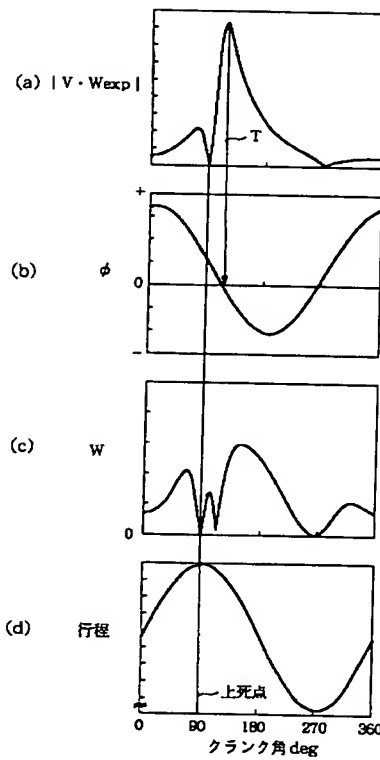 (a) | V・Wexp |
T
+
(b) φ
0
−
(c) W
0
(d) 行程
上死点
0 90 180 270 360
クランク角 deg